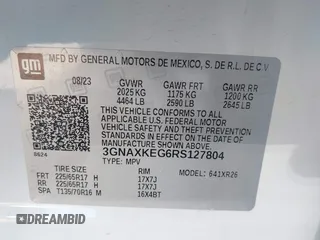 gm MFD BY GENERAL MOTORS DE MEXICO, S. DE R.L. DE C.V
08/23 GVWR GAWR FRT GAWR RR
2025 KG 1175 KG 1200 KG
4464 LB 2590 LB 2645 LB
THIS VEHICLE CONFORMS TO ALL
APPLICABLE U.S. FEDERAL MOTOR
VEHICLE SAFETY, BUMPER, AND
THEFT PREVENTION STANDARDS
IN EFFECT ON THE DATE OF
MANUFACTURE SHOWN ABOVE.
8624 3GNAXKEG6RS127804
TYPE: MPV MODEL: 641XR26
TIRE SIZE RIM
FRT 225/65R17 H 17X7J
RR 225/65R17 H 17X7J
SPA T135/70R16 M 16X4BT